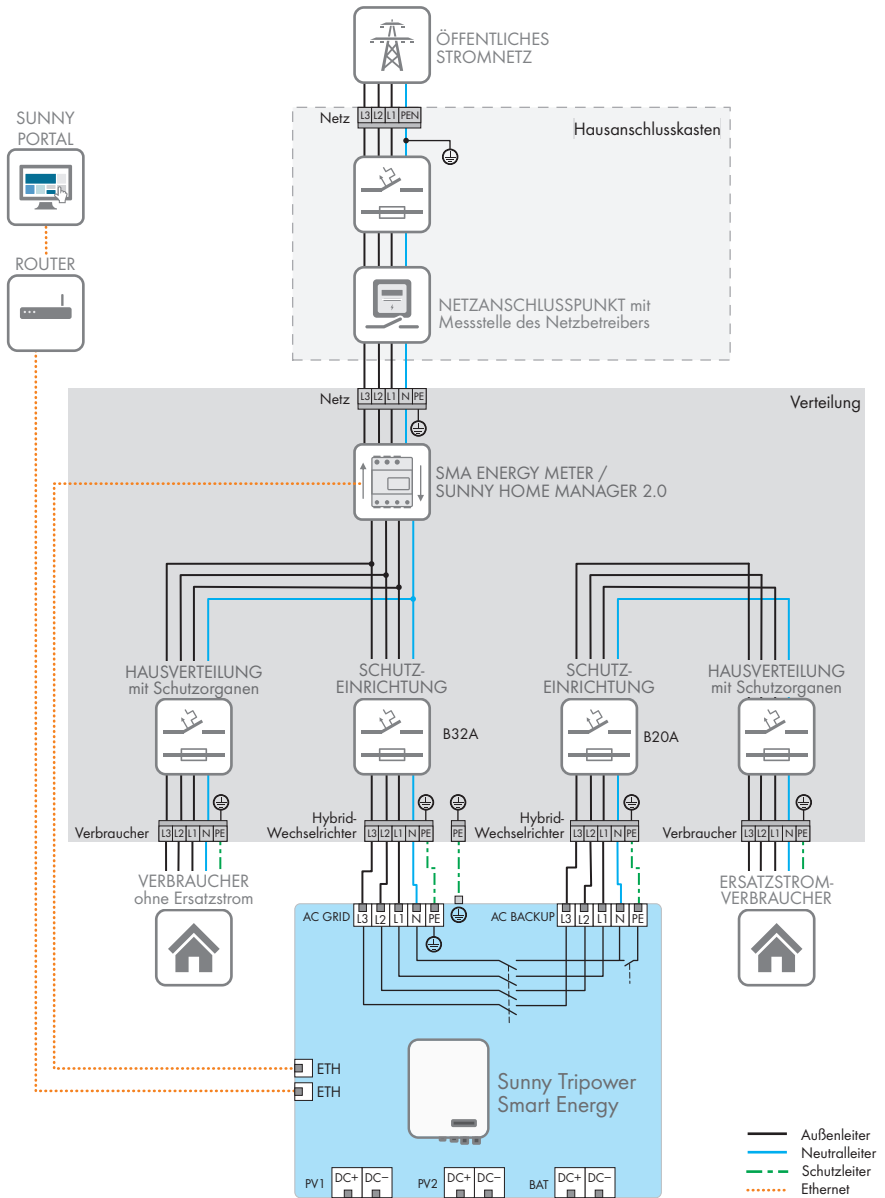 ÖFFENTLICHES
STROMNETZ
Netz
L3 L2 L1 PEN
Hausanschlusskasten
SUNNY
PORTAL
ROUTER
NETZANSCHLUSSPUNKT mit
Messstelle des Netzbetreibers
Netz
L3 L2 L1 N PE
Verteilung
SMA ENERGY METER /
SUNNY HOME MANAGER 2.0
HAUSVERTEILUNG
mit Schutzorganen
SCHUTZ-
EINRICHTUNG
SCHUTZ-
EINRICHTUNG
HAUSVERTEILUNG
mit Schutzorganen
B32A
B20A
Verbraucher
L3 L2 L1 N PE
Hybrid-
Wechselrichter
L3 L2 L1 N PE
PE
Hybrid-
Wechselrichter
L3 L2 L1 N PE
Verbraucher
L3 L2 L1 N PE
VERBRAUCHER
ohne Ersatzstrom
ERSATZSTROM-
VERBRAUCHER
AC GRID
L3 L2 L1 N PE
AC BACKUP
L3 L2 L1 N PE
ETH
ETH
Sunny Tripower
Smart Energy
PV1 DC+ DC−
PV2 DC+ DC−
BAT DC+ DC−
Außenleiter
Neutralleiter
Schutzleiter
Ethernet